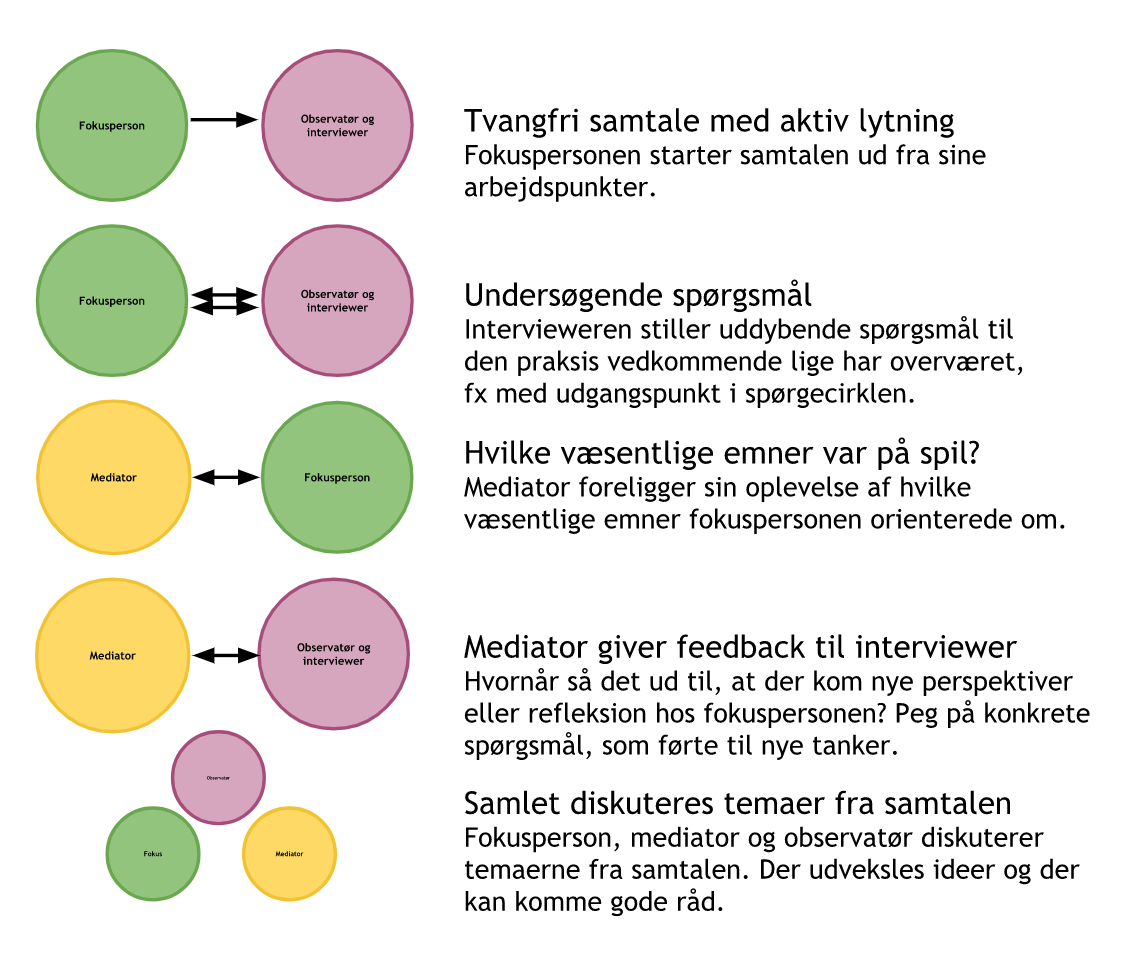 Fokusperson
Observatør og
interviewer
Tvangfri samtale med aktiv lytning
Fokuspersonen starter samtalen ud fra sine
arbejdspunkter.
Fokusperson
Observatør og
interviewer
Undersøgende spørgsmål
Intervieweren stiller uddybende spørgsmål til
den praksis vedkommende lige har overværet,
fx med udgangspunkt i spørgecirklen.
Mediator
Fokusperson
Hvilke væsentlige emner var på spil?
Mediator foreligger sin oplevelse af hvilke
væsentlige emner fokuspersonen orienterede om.
Mediator
Observatør og
interviewer
Mediator giver feedback til interviewer
Hvornår så det ud til, at der kom nye perspektiver
eller refleksion hos fokuspersonen? Peg på konkrete
spørgsmål, som førte til nye tanker.
Observatør
Fokus
Mediator
Samlet diskuteres temaer fra samtalen
Fokusperson, mediator og observatør diskuterer
temaerne fra samtalen. Der udveksles ideer og der
kan komme gode råd.